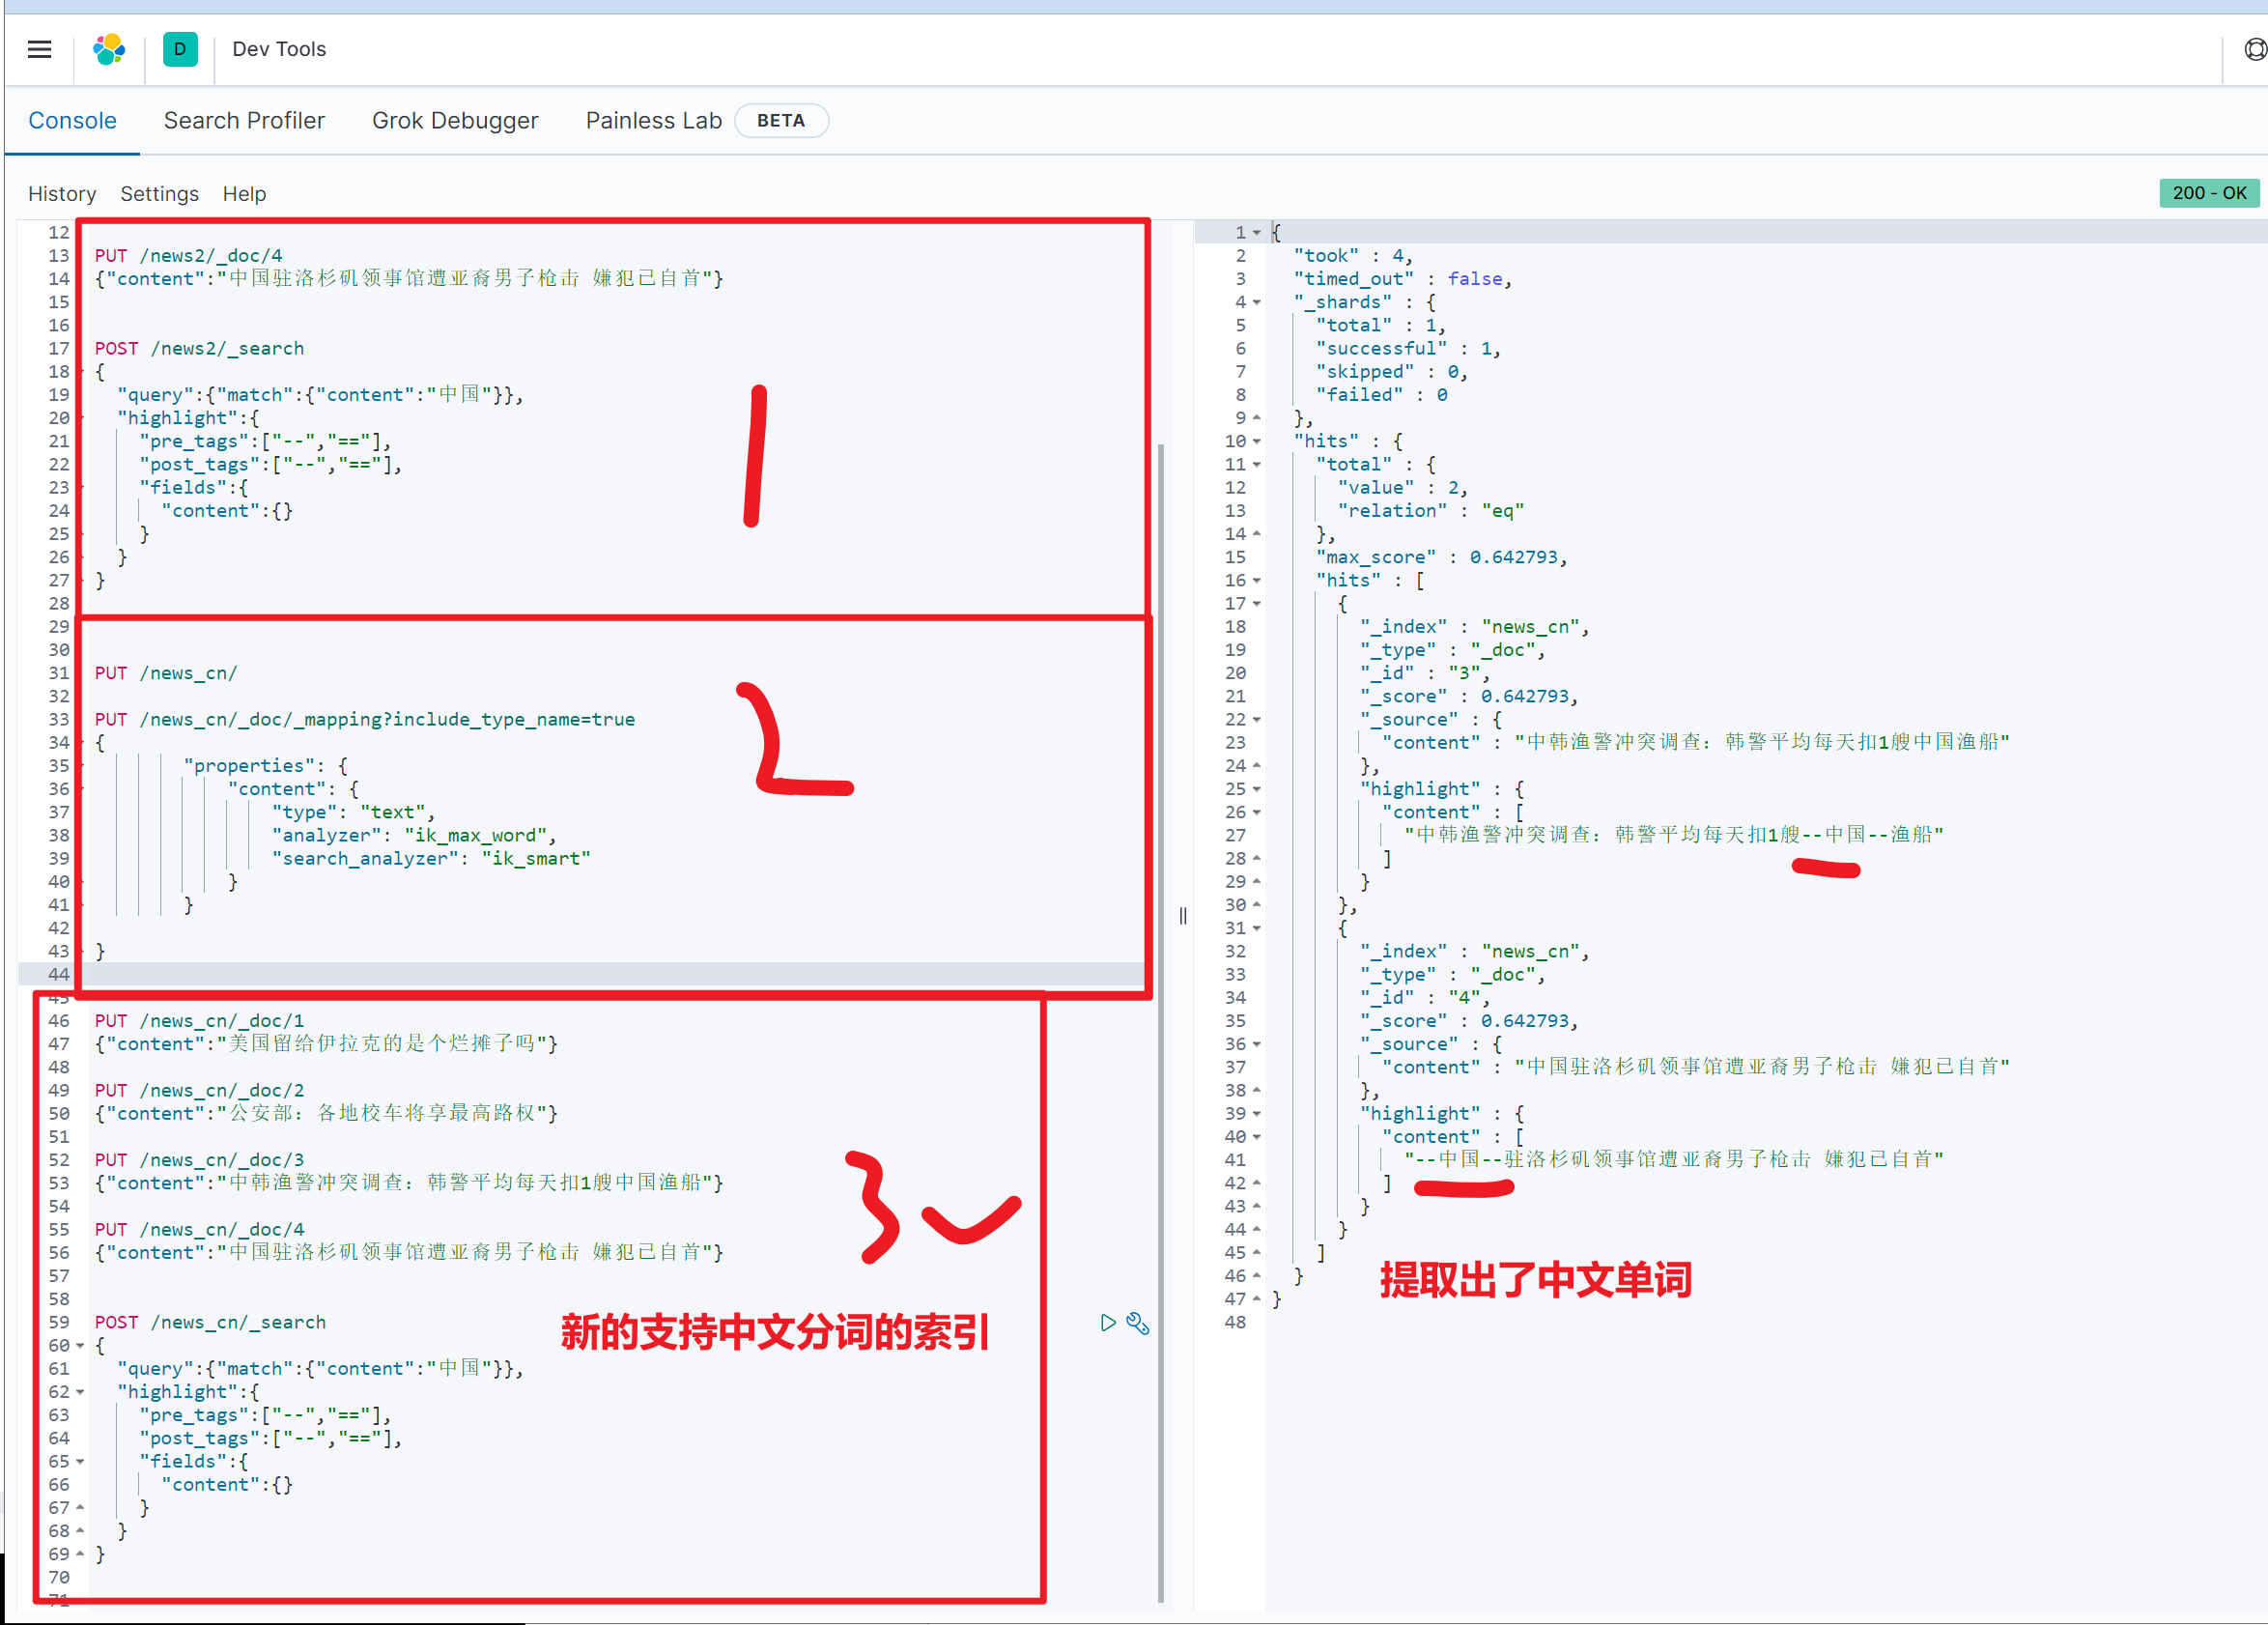 D Dev Tools
Console Search Profiler Grok Debugger Painless Lab BETA
History Settings Help
200 - OK
12
13 PUT /news2/_doc/4
14 {"content":"中国驻洛杉矶领事馆遭亚裔男子枪击 嫌犯已自首"}
15
16
17 POST /news2/_search
18 {
19 "query":{"match":{"content":"中国"}},
20 "highlight":{
21 "pre_tags":["--","=="],
22 "post_tags":["--","=="],
23 "fields":{
24 "content":{}
25 }
26 }
27 }
28
29
30
31 PUT /news_cn/
32
33 PUT /news_cn/_doc/_mapping?include_type_name=true
34 {
35 "properties": {
36 "content": {
37 "type": "text",
38 "analyzer": "ik_max_word",
39 "search_analyzer": "ik_smart"
40 }
41 }
42
43 }
44
45
46 PUT /news_cn/_doc/1
47 {"content":"美国留给伊拉克的是个烂摊子吗"}
48
49 PUT /news_cn/_doc/2
50 {"content":"公安部：各地校车将享最高路权"}
51
52 PUT /news_cn/_doc/3
53 {"content":"中韩渔警冲突调查：韩警平均每天扣1艘中国渔船"}
54
55 PUT /news_cn/_doc/4
56 {"content":"中国驻洛杉矶领事馆遭亚裔男子枪击 嫌犯已自首"}
57
58
59 POST /news_cn/_search
60 {
61 "query":{"match":{"content":"中国"}},
62 "highlight":{
63 "pre_tags":["--","=="],
64 "post_tags":["--","=="],
65 "fields":{
66 "content":{}
67 }
68 }
69 }
70
71
1
2
3
新的支持中文分词的索引
1 {
2 "took" : 4,
3 "timed_out" : false,
4 "_shards" : {
5 "total" : 1,
6 "successful" : 1,
7 "skipped" : 0,
8 "failed" : 0
9 },
10 "hits" : {
11 "total" : {
12 "value" : 2,
13 "relation" : "eq"
14 },
15 "max_score" : 0.642793,
16 "hits" : [
17 {
18 "_index" : "news_cn",
19 "_type" : "_doc",
20 "_id" : "3",
21 "_score" : 0.642793,
22 "_source" : {
23 "content" : "中韩渔警冲突调查：韩警平均每天扣1艘中国渔船"
24 },
25 "highlight" : {
26 "content" : [
27 "中韩渔警冲突调查：韩警平均每天扣1艘--中国--渔船"
28 ]
29 }
30 },
31 {
32 "_index" : "news_cn",
33 "_type" : "_doc",
34 "_id" : "4",
35 "_score" : 0.642793,
36 "_source" : {
37 "content" : "中国驻洛杉矶领事馆遭亚裔男子枪击 嫌犯已自首"
38 },
39 "highlight" : {
40 "content" : [
41 "--中国--驻洛杉矶领事馆遭亚裔男子枪击 嫌犯已自首"
42 ]
43 }
44 }
45 ]
46 }
47 }
48
提取出了中文单词